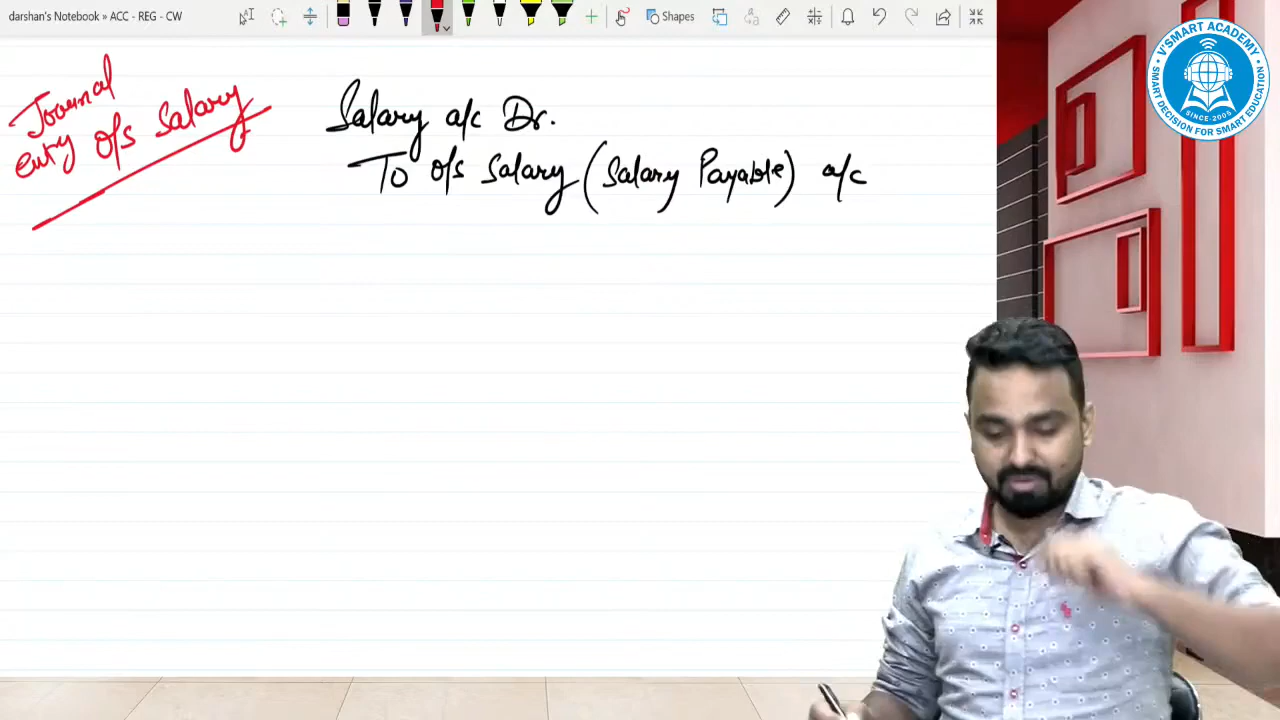 darshan's Notebook » ACC - REG - CW
Shapes
Journal
entry o/s salary
Salary a/c Dr.
To o/s salary (Salary Payable) a/c
V'SMART ACADEMY
SINCE-2005
SMART DECISION FOR SMART EDUCATION